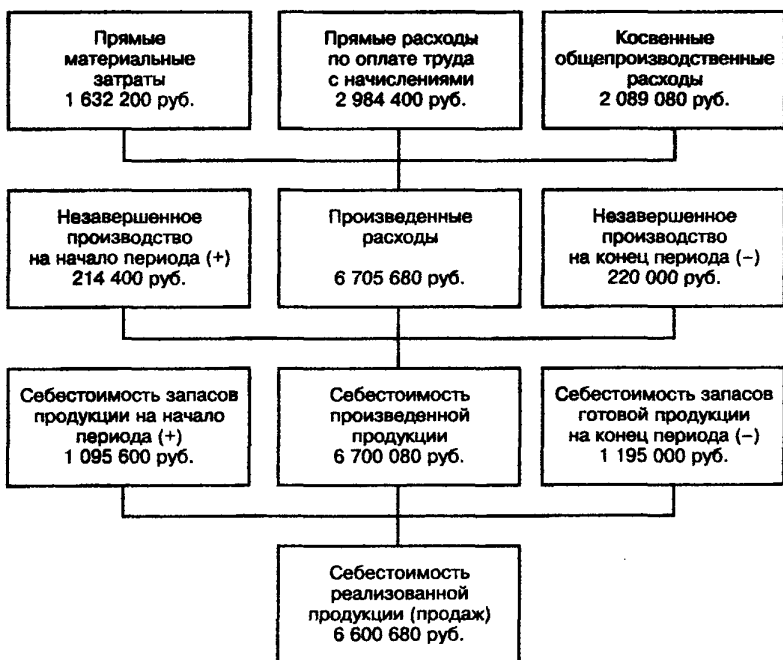 Прямые
материальные
затраты
1 632 200 руб.
Прямые расходы
по оплате труда
с начислениями
2 984 400 руб.
Косвенные
общепроизводственные
расходы
2 089 080 руб.
Незавершенное
производство
на начало периода (+)
214 400 руб.
Произведенные
расходы
6 705 680 руб.
Незавершенное
производство
на конец периода (−)
220 000 руб.
Себестоимость запасов
продукции на начало
периода (+)
1 095 600 руб.
Себестоимость
произведенной
продукции
6 700 080 руб.
Себестоимость запасов
готовой продукции
на конец периода (−)
1 195 000 руб.
Себестоимость
реализованной
продукции (продаж)
6 600 680 руб.